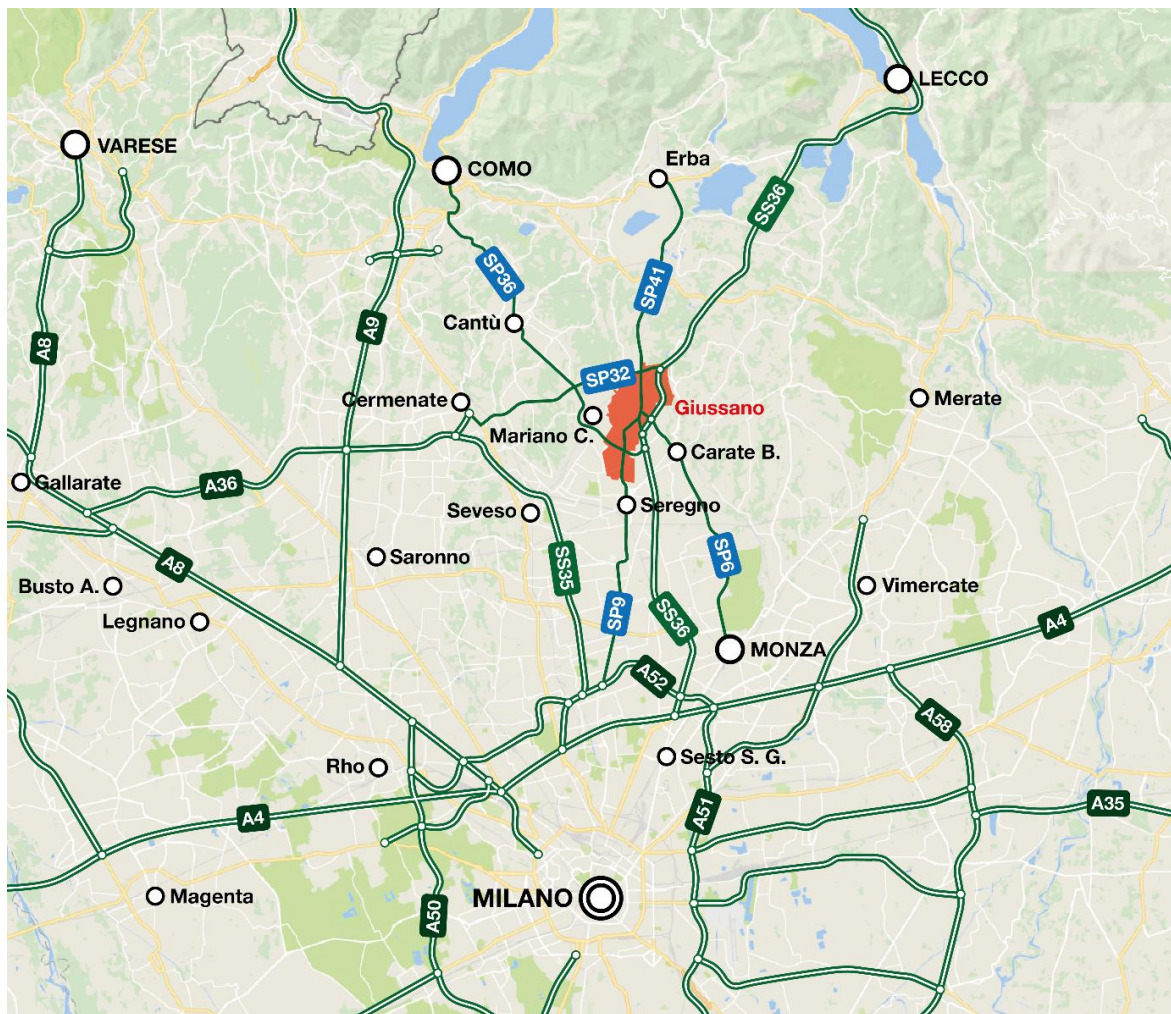 LECCO
VARESE
COMO
Erba
SS36
SP36
SP41
A9
A8
Cantù
SP32
Cermenate
Giussano
Merate
Mariano C.
Carate B.
Gallarate
A36
Seveso
Seregno
Saronno
A8
SS35
SP6
Busto A.
Vimercate
Legnano
SP9
SS36
A4
MONZA
A52
A58
Rho
Sesto S. G.
A35
A4
A51
Magenta
MILANO
A50